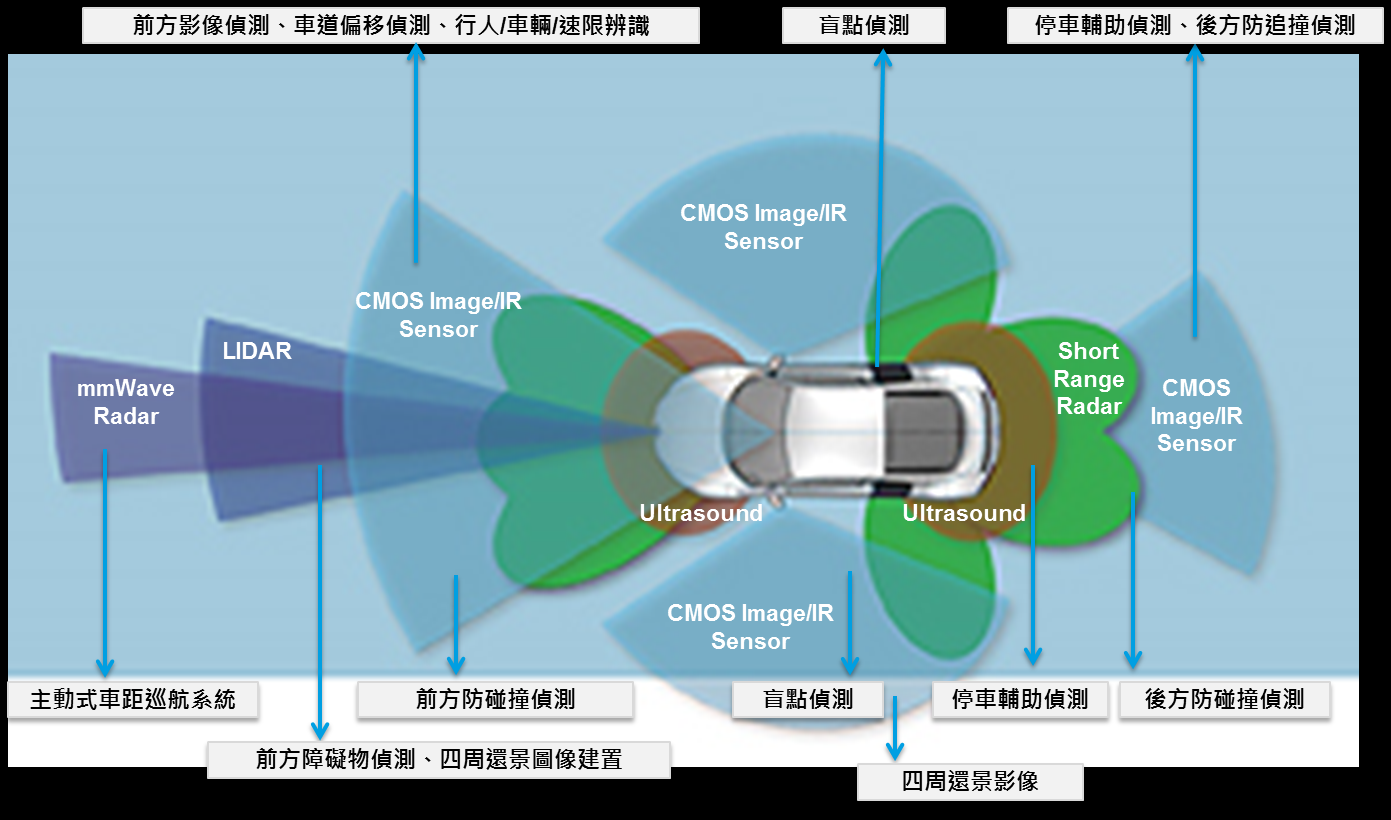 前方影像偵測、車道偏移偵測、行人/車輛/速限辨識
盲點偵測
停車輔助偵測、後方防追撞偵測
CMOS Image/IR
Sensor
CMOS Image/IR
Sensor
LIDAR
mmWave
Radar
Short
Range
Radar
CMOS
Image/IR
Sensor
Ultrasound
Ultrasound
CMOS Image/IR
Sensor
主動式車距巡航系統
前方防碰撞偵測
盲點偵測
停車輔助偵測
後方防碰撞偵測
前方障礙物偵測、四周還景圖像建置
四周還景影像